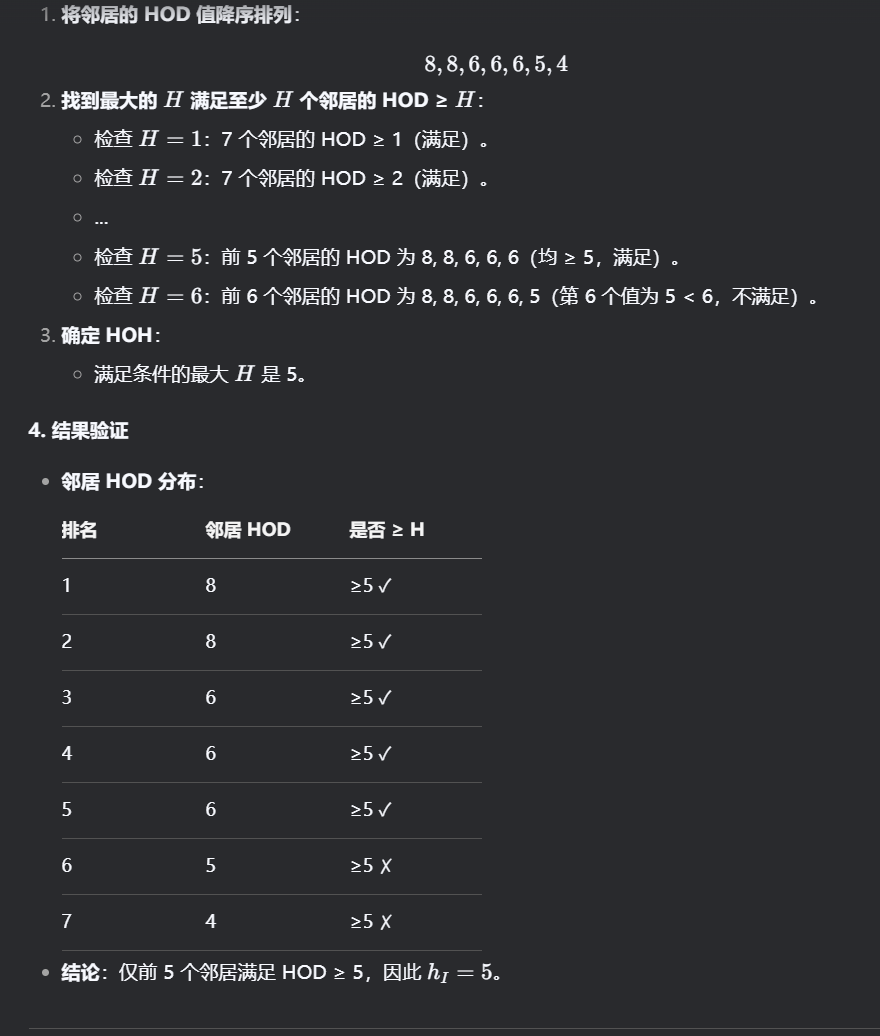 1. 将邻居的 HOD 值降序排列：
8, 8, 6, 6, 6, 5, 4
2. 找到最大的 H 满足至少 H 个邻居的 HOD ≥ H：
检查 H = 1：7 个邻居的 HOD ≥ 1（满足）。
检查 H = 2：7 个邻居的 HOD ≥ 2（满足）。
...
检查 H = 5：前 5 个邻居的 HOD 为 8, 8, 6, 6, 6（均 ≥ 5，满足）。
检查 H = 6：前 6 个邻居的 HOD 为 8, 8, 6, 6, 6, 5（第 6 个值为 5 < 6，不满足）。
3. 确定 HOH：
满足条件的最大 H 是 5。
4. 结果验证
邻居 HOD 分布：
排名 邻居 HOD 是否 ≥ H
1 8 ≥5 ✓
2 8 ≥5 ✓
3 6 ≥5 ✓
4 6 ≥5 ✓
5 6 ≥5 ✓
6 5 ≥5 ✗
7 4 ≥5 ✗
结论：仅前 5 个邻居满足 HOD ≥ 5，因此 h_I = 5。